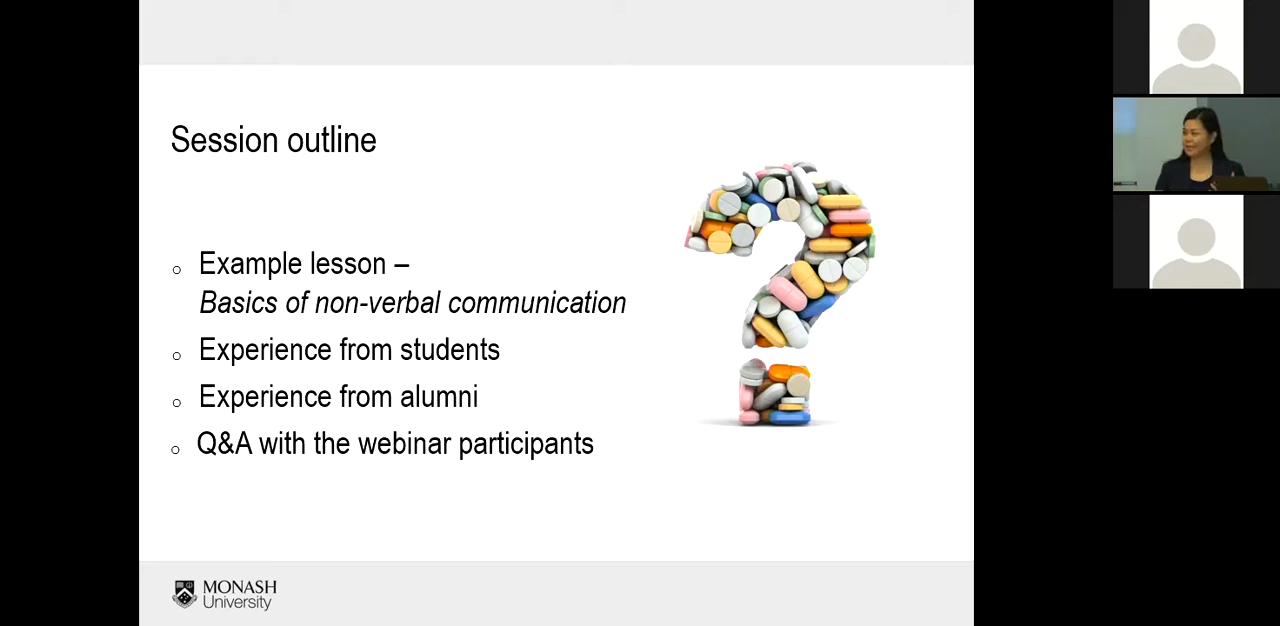 Session outline
o Example lesson –
Basics of non-verbal communication
o Experience from students
o Experience from alumni
o Q&A with the webinar participants
MONASH
University